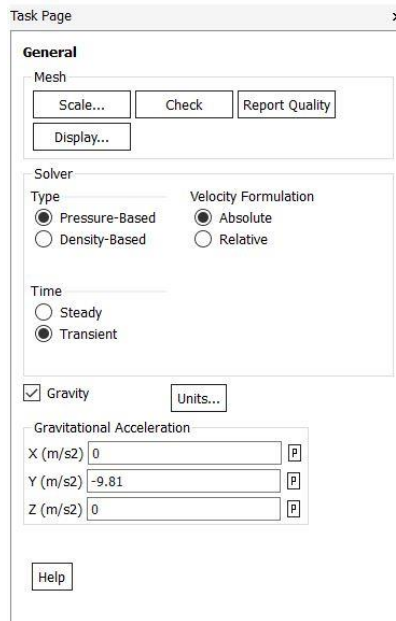 Task Page
General
Mesh
Scale... Check Report Quality
Display...
Solver
Type Velocity Formulation
Pressure-Based Absolute
Density-Based Relative
Time
Steady
Transient
Gravity Units...
Gravitational Acceleration
X (m/s2) 0 P
Y (m/s2) -9.81 P
Z (m/s2) 0 P
Help